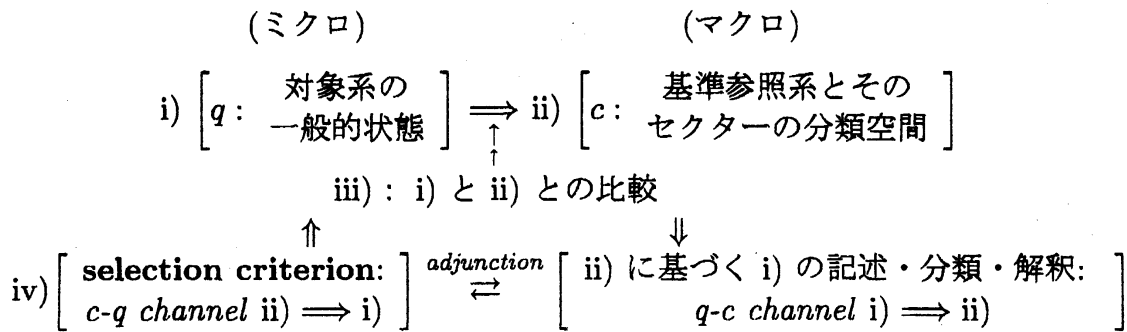 (ミクロ) (マクロ)
i) [q : 対象系の 一般的状態] ⟹ ii) [c : 基準参照系とその セクターの分類空間]
↑
↑
iii) : i) と ii) との比較
⇑ ⇓
iv) [selection criterion: c-q channel ii) ⟹ i)] adjunction ⇄ [ii) に基づく i) の記述・分類・解釈: q-c channel i) ⟹ ii)]